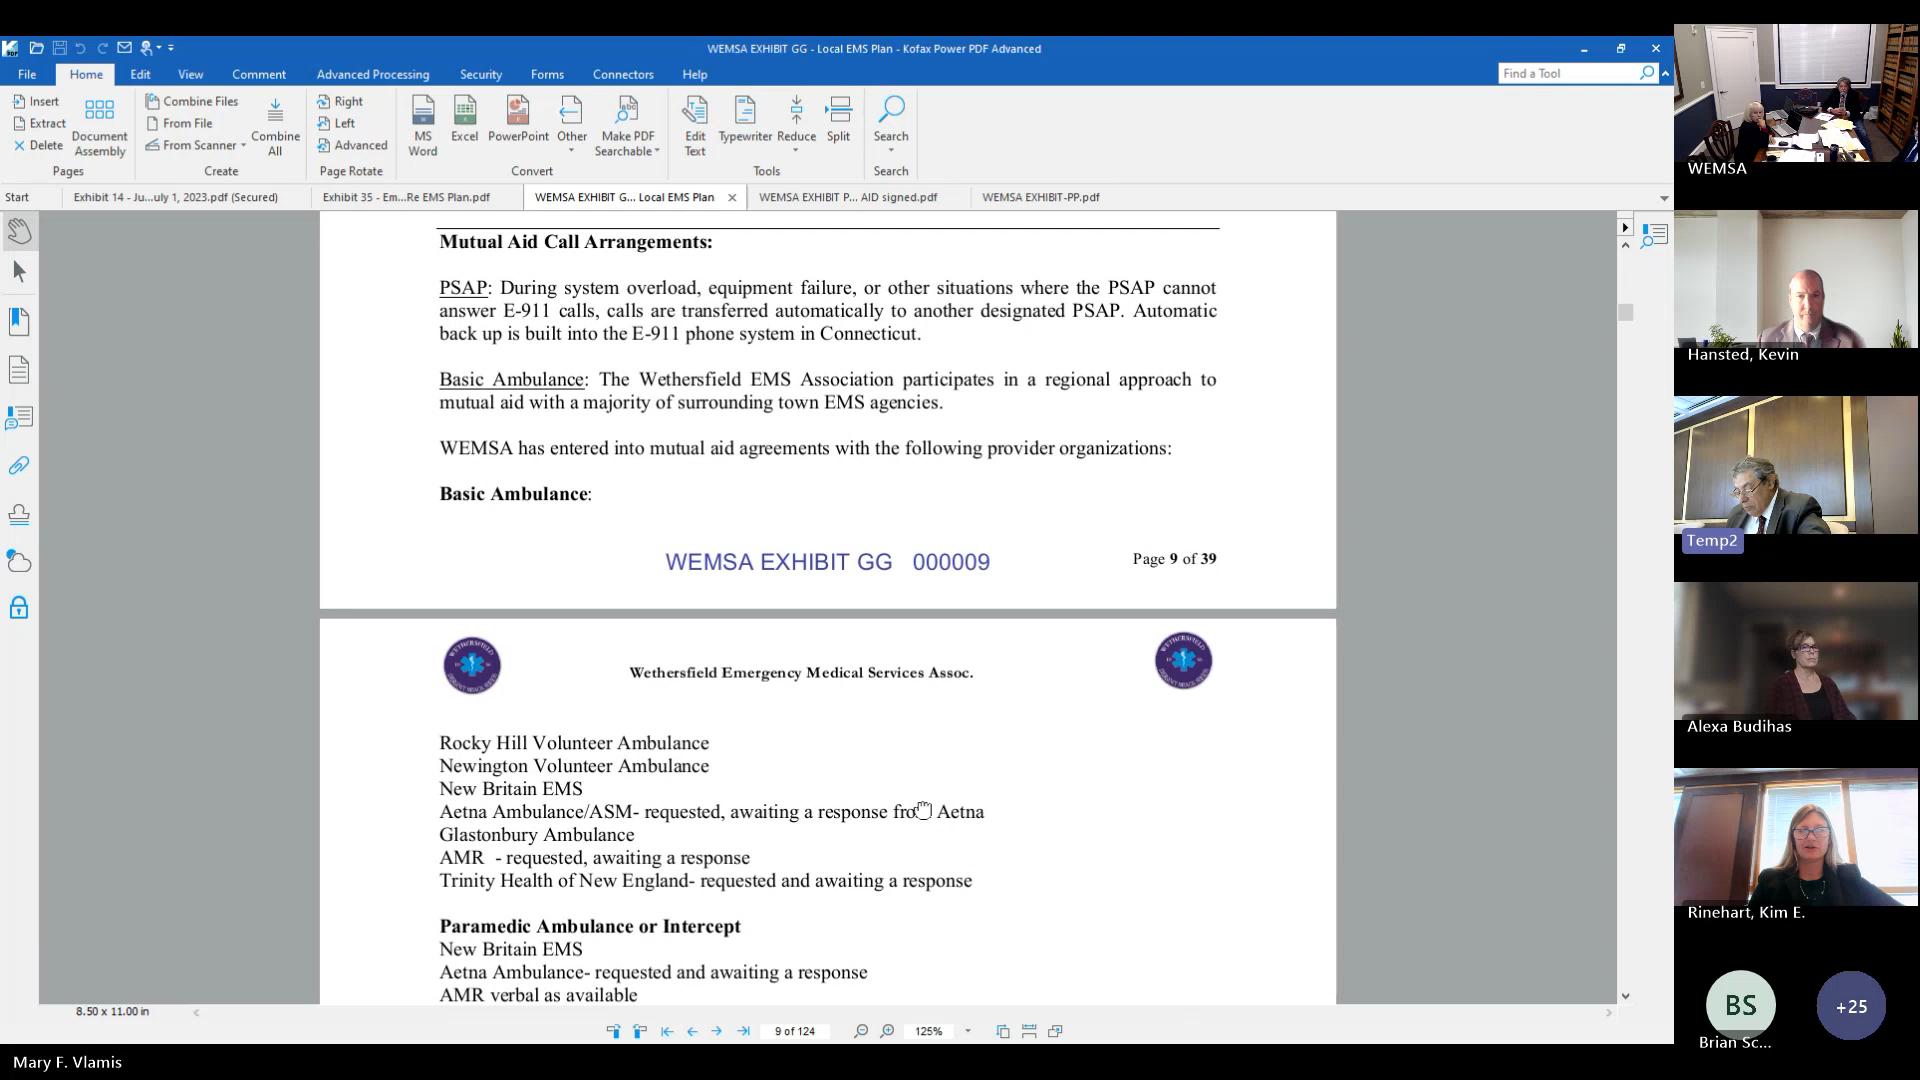 WEMSA EXHIBIT GG - Local EMS Plan - Kofax Power PDF Advanced
File Home Edit View Comment Advanced Processing Security Forms Connectors Help Find a Tool
Insert Extract Delete Document Assembly Pages
Combine Files From File From Scanner Combine All Create
Right Left Advanced Page Rotate
MS Word Excel PowerPoint Other Make PDF Searchable Convert
Edit Text Typewriter Reduce Split Tools
Search Search
Start Exhibit 14 - Ju...uly 1, 2023.pdf (Secured) Exhibit 35 - Em...Re EMS Plan.pdf WEMSA EXHIBIT G... Local EMS Plan WEMSA EXHIBIT P... AID signed.pdf WEMSA EXHIBIT-PP.pdf
Mutual Aid Call Arrangements:
PSAP: During system overload, equipment failure, or other situations where the PSAP cannot
answer E-911 calls, calls are transferred automatically to another designated PSAP. Automatic
back up is built into the E-911 phone system in Connecticut.
Basic Ambulance: The Wethersfield EMS Association participates in a regional approach to
mutual aid with a majority of surrounding town EMS agencies.
WEMSA has entered into mutual aid agreements with the following provider organizations:
Basic Ambulance:
WEMSA EXHIBIT GG 000009
Page 9 of 39
Wethersfield Emergency Medical Services Assoc.
Rocky Hill Volunteer Ambulance
Newington Volunteer Ambulance
New Britain EMS
Aetna Ambulance/ASM- requested, awaiting a response fro Aetna
Glastonbury Ambulance
AMR - requested, awaiting a response
Trinity Health of New England- requested and awaiting a response
Paramedic Ambulance or Intercept
New Britain EMS
Aetna Ambulance- requested and awaiting a response
AMR verbal as available
8.50 x 11.00 in
9 of 124
125%
Mary F. Vlamis
WEMSA
Hansted, Kevin
Temp2
Alexa Budihas
Rinehart, Kim E.
BS
Brian Sc...
+25